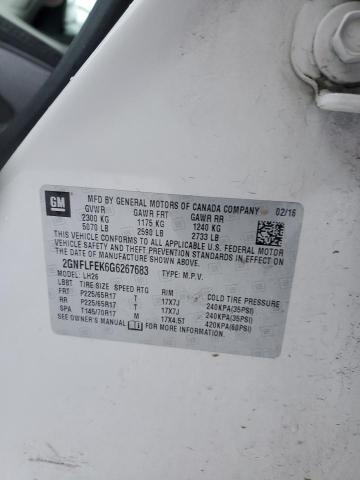 GM
MFD BY GENERAL MOTORS OF CANADA COMPANY 02/16
GVWR GAWR FRT GAWR RR
2300 KG 1175 KG 1240 KG
5070 LB 2590 LB 2733 LB
THIS VEHICLE CONFORMS TO ALL APPLICABLE U.S. FEDERAL MOTOR
VEHICLE SAFETY, BUMPER, AND THEFT PREVENTION STANDARDS IN
EFFECT ON THE DATE OF MANUFACTURE SHOWN ABOVE.
2GNFLFEK6G6267683 TYPE: M.P.V.
LH26
LBBT TIRE SIZE SPEED RTG RIM COLD TIRE PRESSURE
FRT P225/65R17 17X7J 240KPA(35PSI)
RR P225/65R17 17X7J 240KPA(35PSI)
SPA T145/70R17 17X4.5T 420KPA(60PSI)
SEE OWNER'S MANUAL FOR MORE INFORMATION.